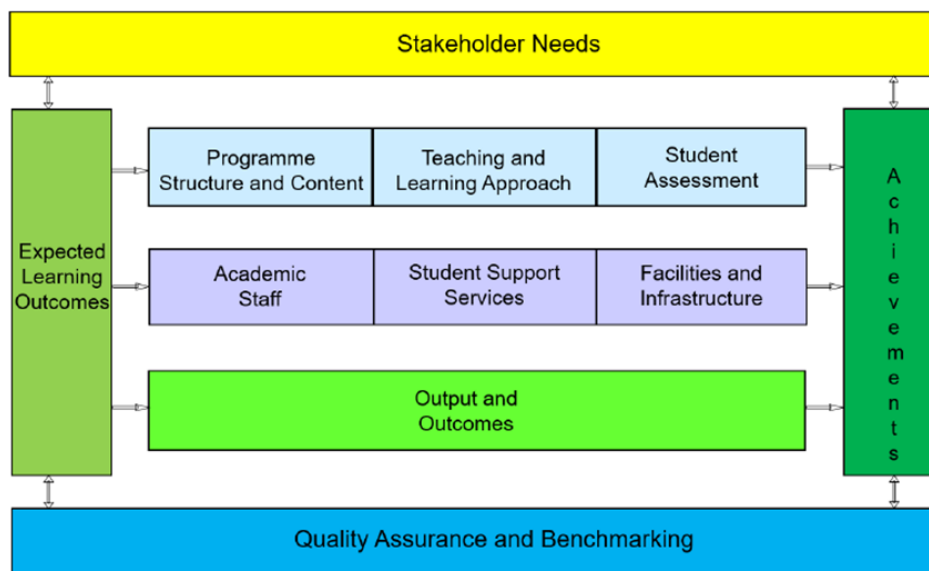 Stakeholder Needs
Expected
Learning
Outcomes
Programme
Structure and Content
Teaching and
Learning Approach
Student
Assessment
Academic
Staff
Student Support
Services
Facilities and
Infrastructure
Output and
Outcomes
Achievements
Quality Assurance and Benchmarking